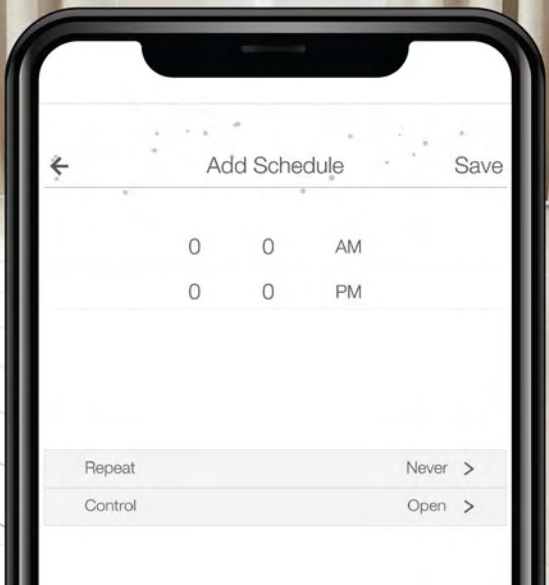 Add Schedule Save
0 0 AM
0 0 PM
Repeat Never >
Control Open >